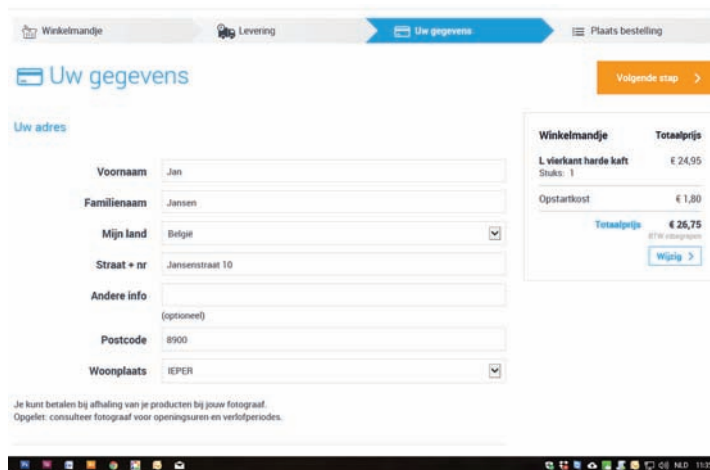 Winkelmandje
Levering
Uw gegevens
Plaats bestelling
Uw gegevens
Volgende stap
Uw adres
Voornaam Jan
Familienaam Jansen
Mijn land België
Straat + nr Jansenstraat 10
Andere info
(optioneel)
Postcode 8900
Woonplaats IEPER
Je kunt betalen bij afhaling van je producten bij jouw fotograaf.
Opgelet: consulteer fotograaf voor openingsuren en verlofperiodes.
Winkelmandje Totaalprijs
L vierkant harde kaft € 24,95
Stuks: 1
Opstartkost € 1,80
Totaalprijs € 26,75
BTW inbegrepen
Wijzig
NLD